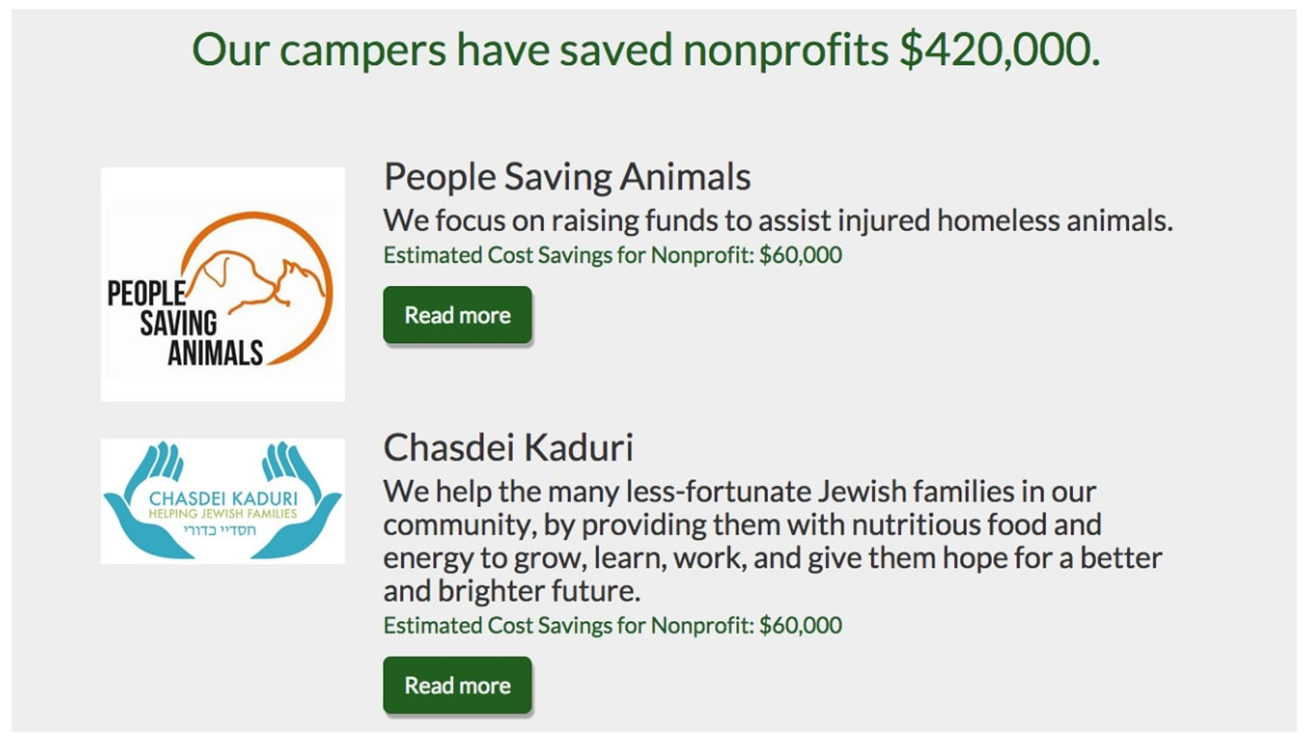 Our campers have saved nonprofits $420,000.
PEOPLE
SAVING
ANIMALS
People Saving Animals
We focus on raising funds to assist injured homeless animals.
Estimated Cost Savings for Nonprofit: $60,000
Read more
CHASDEI KADURI
HELPING JEWISH FAMILIES
חסדיי כדורי
Chasdei Kaduri
We help the many less-fortunate Jewish families in our
community, by providing them with nutritious food and
energy to grow, learn, work, and give them hope for a better
and brighter future.
Estimated Cost Savings for Nonprofit: $60,000
Read more